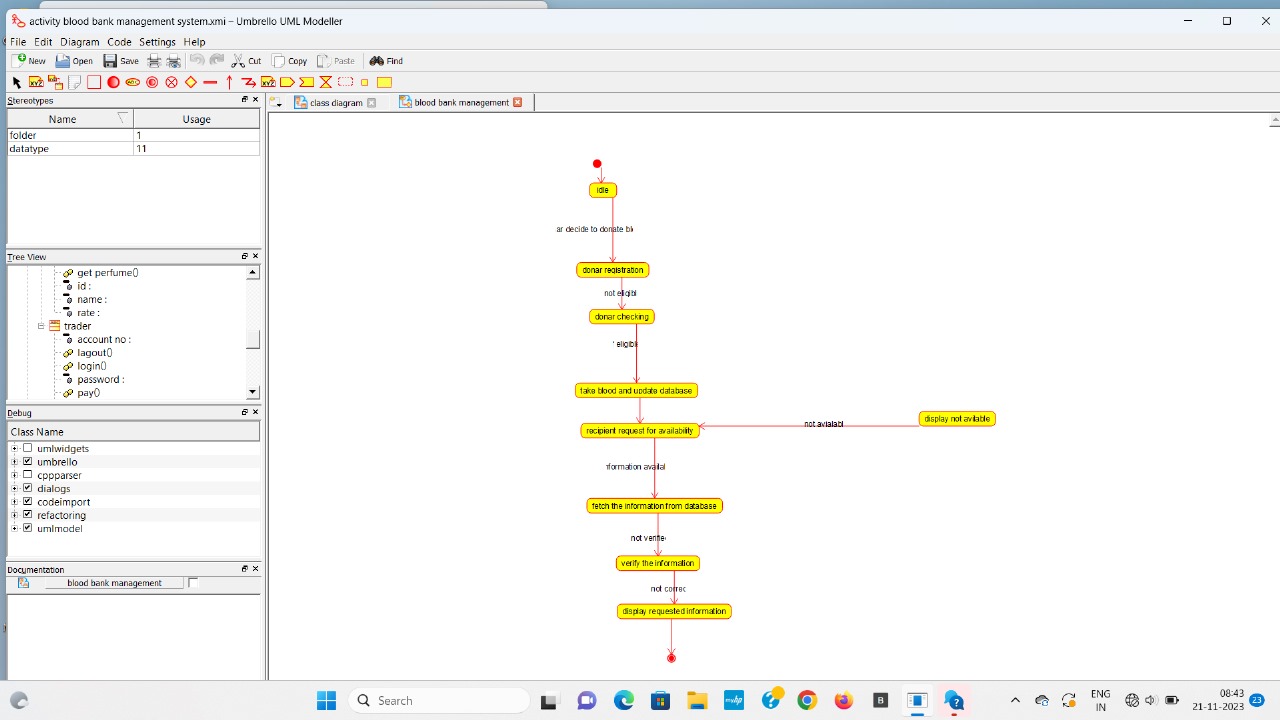 activity blood bank management system.xmi – Umbrello UML Modeller
File Edit Diagram Code Settings Help
New Open Save Cut Copy Paste Find
Stereotypes
class diagram
blood bank management
Name Usage
folder 1
datatype 11
Tree View
get perfume()
id :
name :
rate :
trader
account no :
lagout()
login()
password :
pay()
Debug
Class Name
umlwidgets
umbrello
cppparser
dialogs
codeimport
refactoring
umlmodel
Documentation
blood bank management
idle
ar decide to donate
donar registration
not eligibl
donar checking
eligibl
take blood and update database
recipient request for availability
not avialabl
display not avilable
nformation availal
fetch the information from database
not verifie
verify the information
not correc
display requested information
Search
myhp
B
ENG
IN
08:43
21-11-2023
23